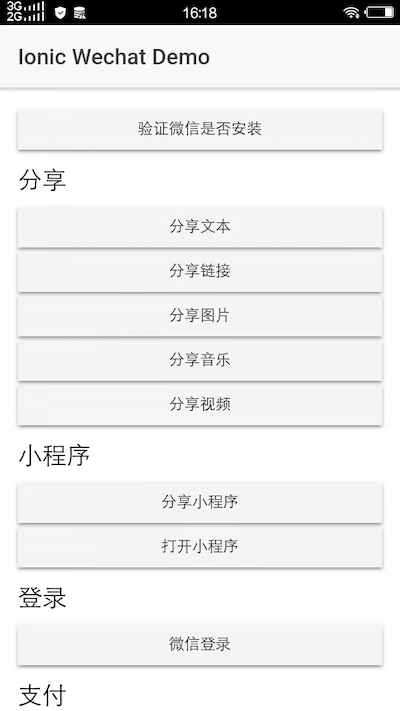 3G
2G
16:18
Ionic Wechat Demo
验证微信是否安装
分享
分享文本
分享链接
分享图片
分享音乐
分享视频
小程序
分享小程序
打开小程序
登录
微信登录
支付